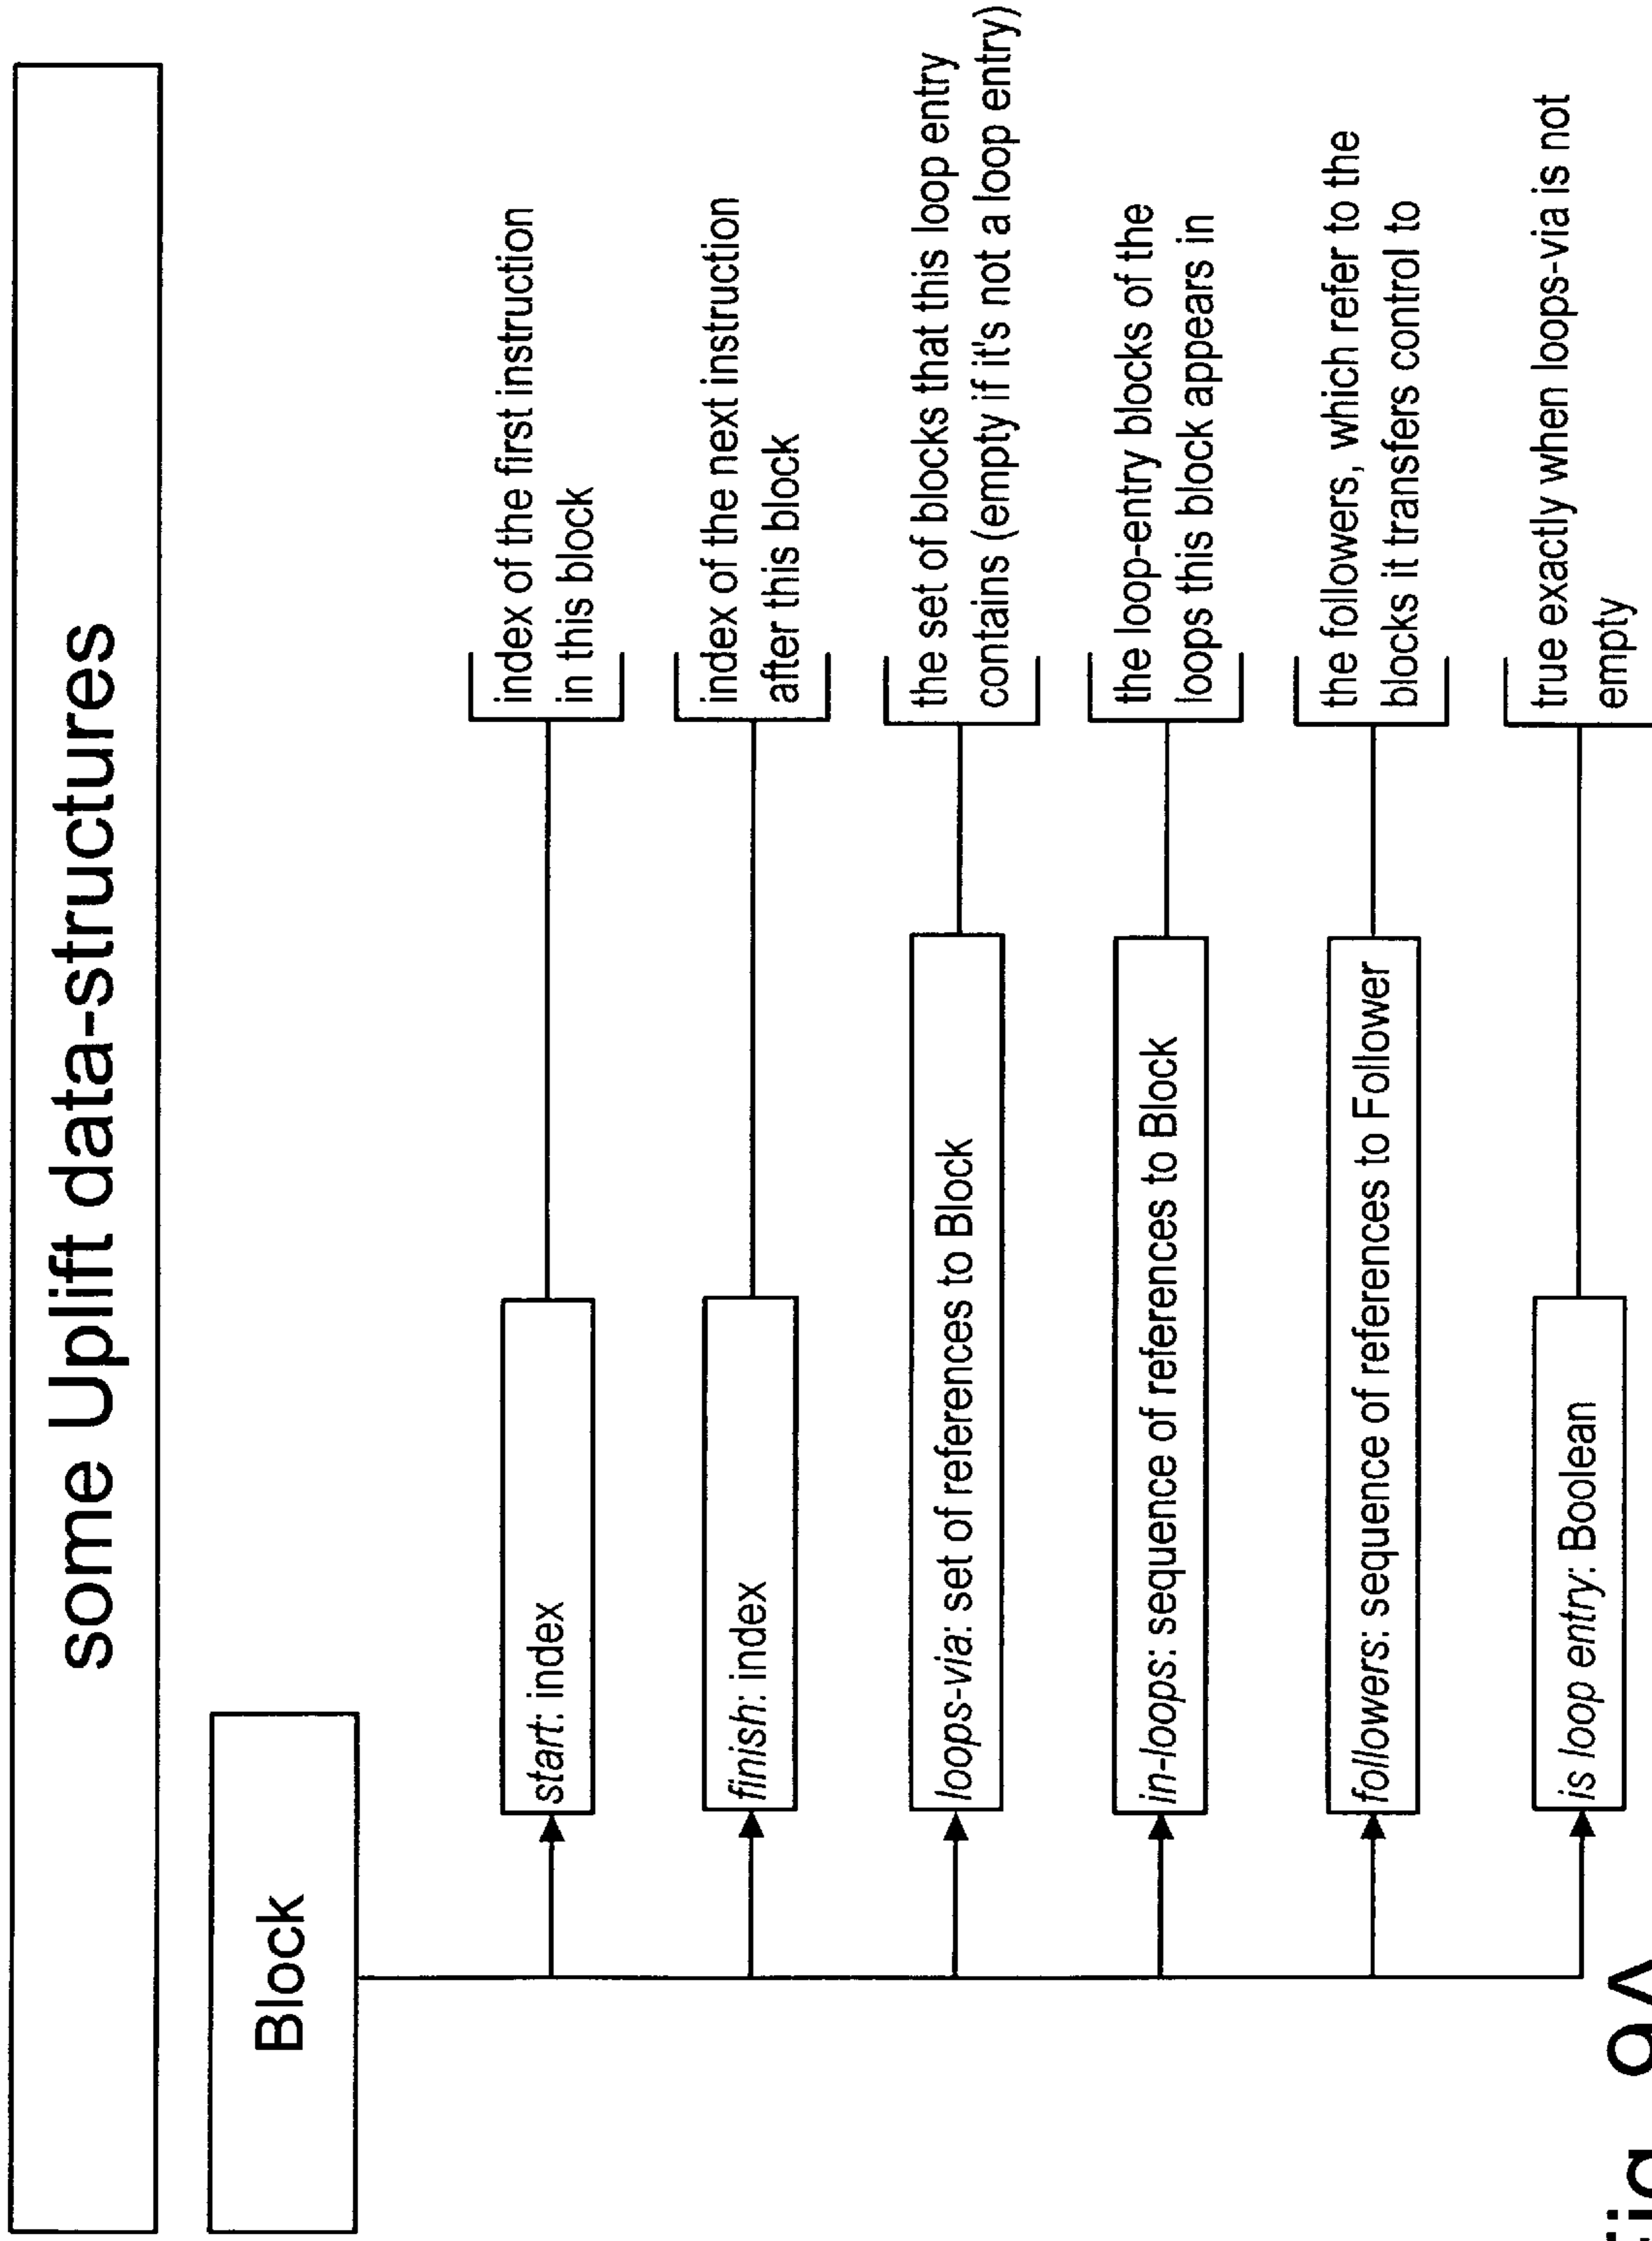 some Uplift data-structures
Block
start: index
index of the first instruction
in this block
finish: index
index of the next instruction
after this block
loops-via: set of references to Block
the set of blocks that this loop entry
contains (empty if it's not a loop entry)
in-loops: sequence of references to Block
the loop-entry blocks of the
loops this block appears in
followers: sequence of references to Follower
the followers, which refer to the
blocks it transfers control to
is loop entry: Boolean
true exactly when loops-via is not
empty
Fig. 9A